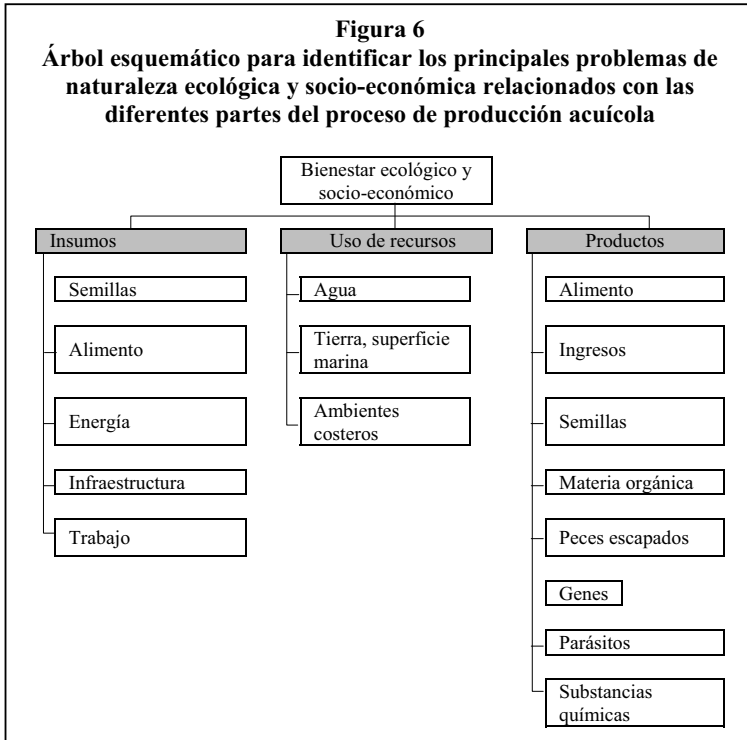 Figura 6
Árbol esquemático para identificar los principales problemas de
naturaleza ecológica y socio-económica relacionados con las
diferentes partes del proceso de producción acuícola
Bienestar ecológico y
socio-económico
Insumos
Semillas
Alimento
Energía
Infraestructura
Trabajo
Uso de recursos
Agua
Tierra, superficie
marina
Ambientes
costeros
Productos
Alimento
Ingresos
Semillas
Materia orgánica
Peces escapados
Genes
Parásitos
Substancias
químicas